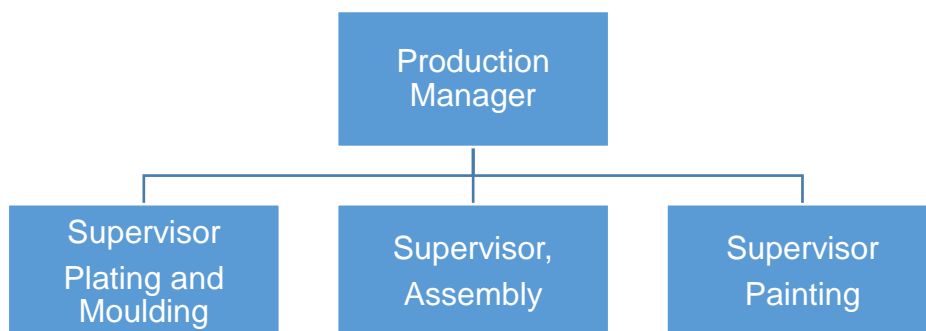 Production
Manager
Supervisor
Plating and
Moulding
Supervisor,
Assembly
Supervisor
Painting